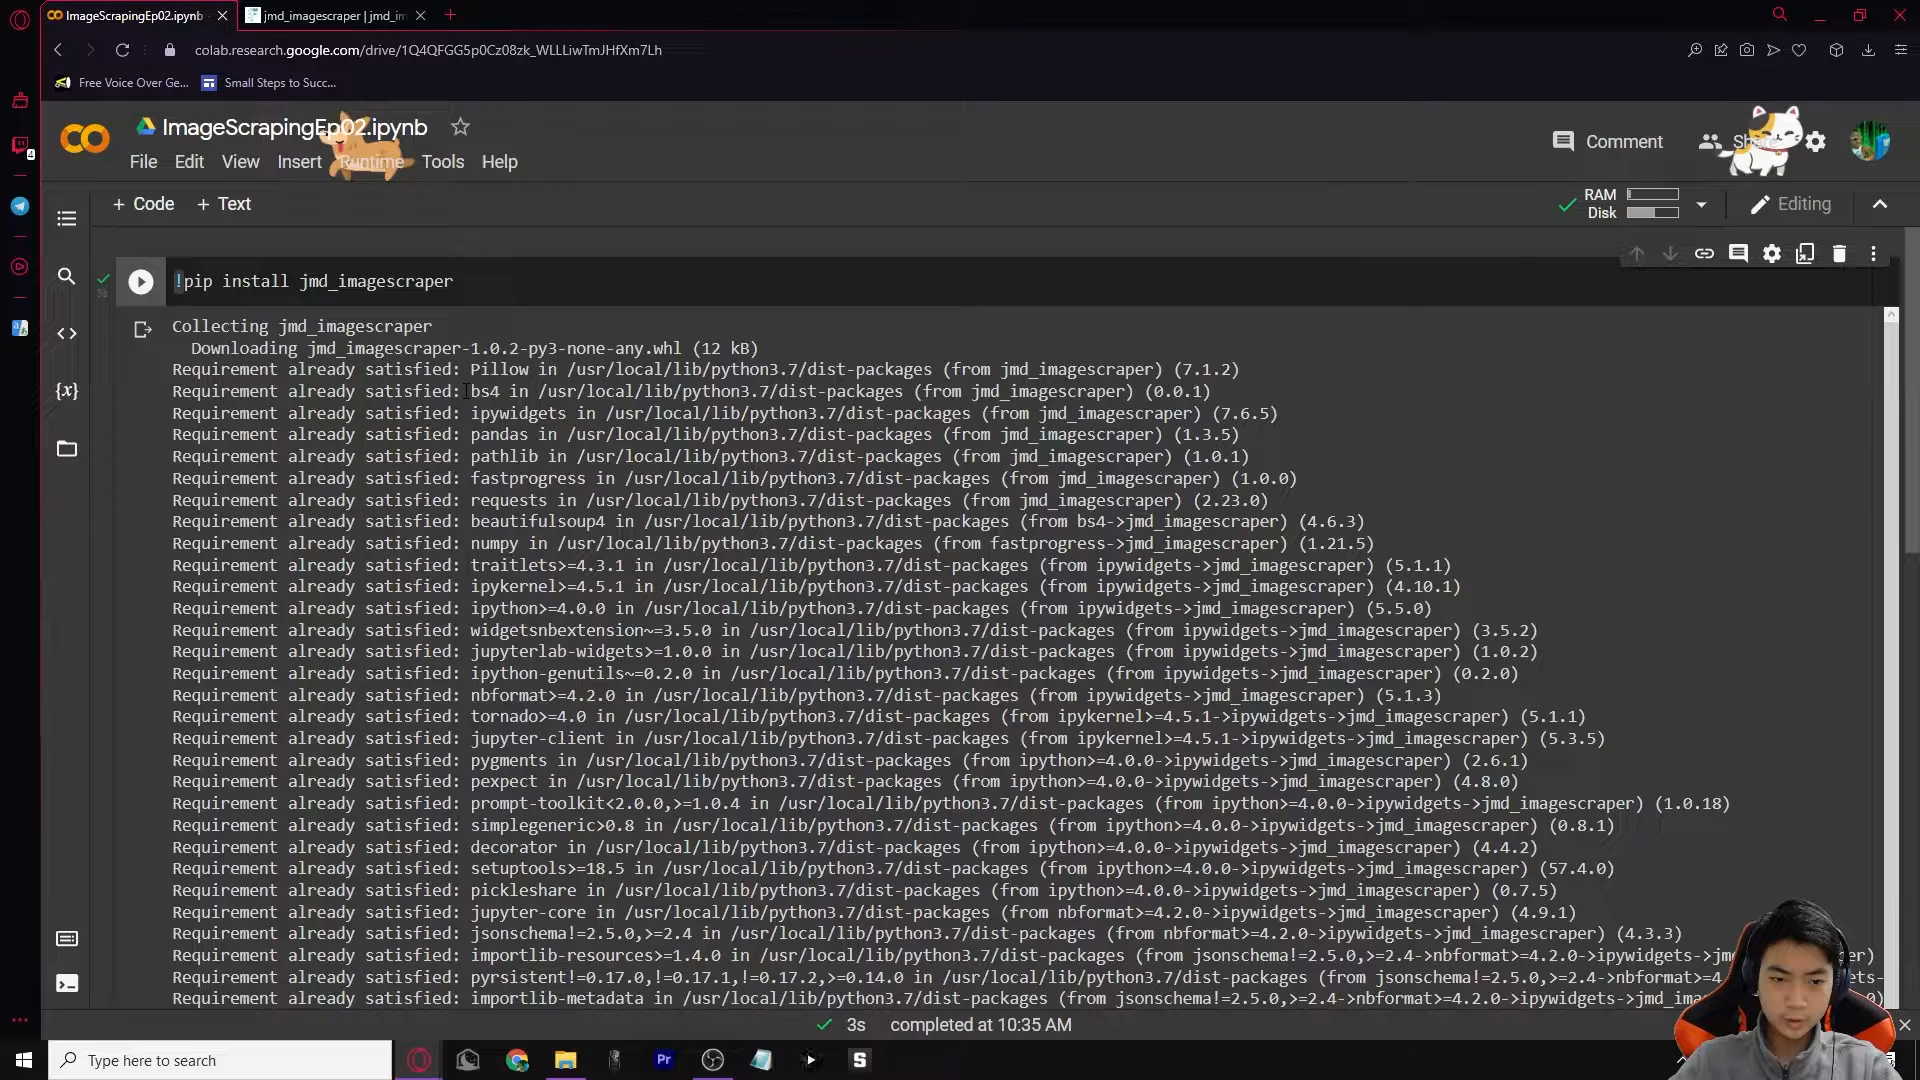 ImageScrapingEp02.ipynb
jmd_imagescraper | jmd_im
colab.research.google.com/drive/1Q4QFGG5p0Cz08zk_WLLLiwTmJHfXm7Lh
Free Voice Over Ge...
Small Steps to Succ...
ImageScrapingEp02.ipynb
Comment
Share
File Edit View Insert Runtime Tools Help
+ Code + Text
RAM
Disk
Editing
4
3s
!pip install jmd_imagescraper
{x}
Collecting jmd_imagescraper
Downloading jmd_imagescraper-1.0.2-py3-none-any.whl (12 kB)
Requirement already satisfied: Pillow in /usr/local/lib/python3.7/dist-packages (from jmd_imagescraper) (7.1.2)
Requirement already satisfied: bs4 in /usr/local/lib/python3.7/dist-packages (from jmd_imagescraper) (0.0.1)
Requirement already satisfied: ipywidgets in /usr/local/lib/python3.7/dist-packages (from jmd_imagescraper) (7.6.5)
Requirement already satisfied: pandas in /usr/local/lib/python3.7/dist-packages (from jmd_imagescraper) (1.3.5)
Requirement already satisfied: pathlib in /usr/local/lib/python3.7/dist-packages (from jmd_imagescraper) (1.0.1)
Requirement already satisfied: fastprogress in /usr/local/lib/python3.7/dist-packages (from jmd_imagescraper) (1.0.0)
Requirement already satisfied: requests in /usr/local/lib/python3.7/dist-packages (from jmd_imagescraper) (2.23.0)
Requirement already satisfied: beautifulsoup4 in /usr/local/lib/python3.7/dist-packages (from bs4->jmd_imagescraper) (4.6.3)
Requirement already satisfied: numpy in /usr/local/lib/python3.7/dist-packages (from fastprogress->jmd_imagescraper) (1.21.5)
Requirement already satisfied: traitlets>=4.3.1 in /usr/local/lib/python3.7/dist-packages (from ipywidgets->jmd_imagescraper) (5.1.1)
Requirement already satisfied: ipykernel>=4.5.1 in /usr/local/lib/python3.7/dist-packages (from ipywidgets->jmd_imagescraper) (4.10.1)
Requirement already satisfied: ipython>=4.0.0 in /usr/local/lib/python3.7/dist-packages (from ipywidgets->jmd_imagescraper) (5.5.0)
Requirement already satisfied: widgetsnbextension~=3.5.0 in /usr/local/lib/python3.7/dist-packages (from ipywidgets->jmd_imagescraper) (3.5.2)
Requirement already satisfied: jupyterlab-widgets>=1.0.0 in /usr/local/lib/python3.7/dist-packages (from ipywidgets->jmd_imagescraper) (1.0.2)
Requirement already satisfied: ipython-genutils~=0.2.0 in /usr/local/lib/python3.7/dist-packages (from ipywidgets->jmd_imagescraper) (0.2.0)
Requirement already satisfied: nbformat>=4.2.0 in /usr/local/lib/python3.7/dist-packages (from ipywidgets->jmd_imagescraper) (5.1.3)
Requirement already satisfied: tornado>=4.0 in /usr/local/lib/python3.7/dist-packages (from ipykernel>=4.5.1->ipywidgets->jmd_imagescraper) (5.1.1)
Requirement already satisfied: jupyter-client in /usr/local/lib/python3.7/dist-packages (from ipykernel>=4.5.1->ipywidgets->jmd_imagescraper) (5.3.5)
Requirement already satisfied: pygments in /usr/local/lib/python3.7/dist-packages (from ipython>=4.0.0->ipywidgets->jmd_imagescraper) (2.6.1)
Requirement already satisfied: pexpect in /usr/local/lib/python3.7/dist-packages (from ipython>=4.0.0->ipywidgets->jmd_imagescraper) (4.8.0)
Requirement already satisfied: prompt-toolkit<2.0.0,>=1.0.4 in /usr/local/lib/python3.7/dist-packages (from ipython>=4.0.0->ipywidgets->jmd_imagescraper) (1.0.18)
Requirement already satisfied: simplegeneric>0.8 in /usr/local/lib/python3.7/dist-packages (from ipython>=4.0.0->ipywidgets->jmd_imagescraper) (0.8.1)
Requirement already satisfied: decorator in /usr/local/lib/python3.7/dist-packages (from ipython>=4.0.0->ipywidgets->jmd_imagescraper) (4.4.2)
Requirement already satisfied: setuptools>=18.5 in /usr/local/lib/python3.7/dist-packages (from ipython>=4.0.0->ipywidgets->jmd_imagescraper) (57.4.0)
Requirement already satisfied: pickleshare in /usr/local/lib/python3.7/dist-packages (from ipython>=4.0.0->ipywidgets->jmd_imagescraper) (0.7.5)
Requirement already satisfied: jupyter-core in /usr/local/lib/python3.7/dist-packages (from nbformat>=4.2.0->ipywidgets->jmd_imagescraper) (4.9.1)
Requirement already satisfied: jsonschema!=2.5.0,>=2.4 in /usr/local/lib/python3.7/dist-packages (from nbformat>=4.2.0->ipywidgets->jmd_imagescraper) (4.3.3)
Requirement already satisfied: importlib-resources>=1.4.0 in /usr/local/lib/python3.7/dist-packages (from jsonschema!=2.5.0,>=2.4->nbformat>=4.2.0->ipywidgets->jm
Requirement already satisfied: pyrsistent!=0.17.0,!=0.17.1,!=0.17.2,>=0.14.0 in /usr/local/lib/python3.7/dist-packages (from jsonschema!=2.5.0,>=2.4->nbformat>=4
Requirement already satisfied: importlib-metadata in /usr/local/lib/python3.7/dist-packages (from jsonschema!=2.5.0,>=2.4->nbformat>=4.2.0->ipywidgets->jmd_ima
3s completed at 10:35 AM
Type here to search
Pr
S